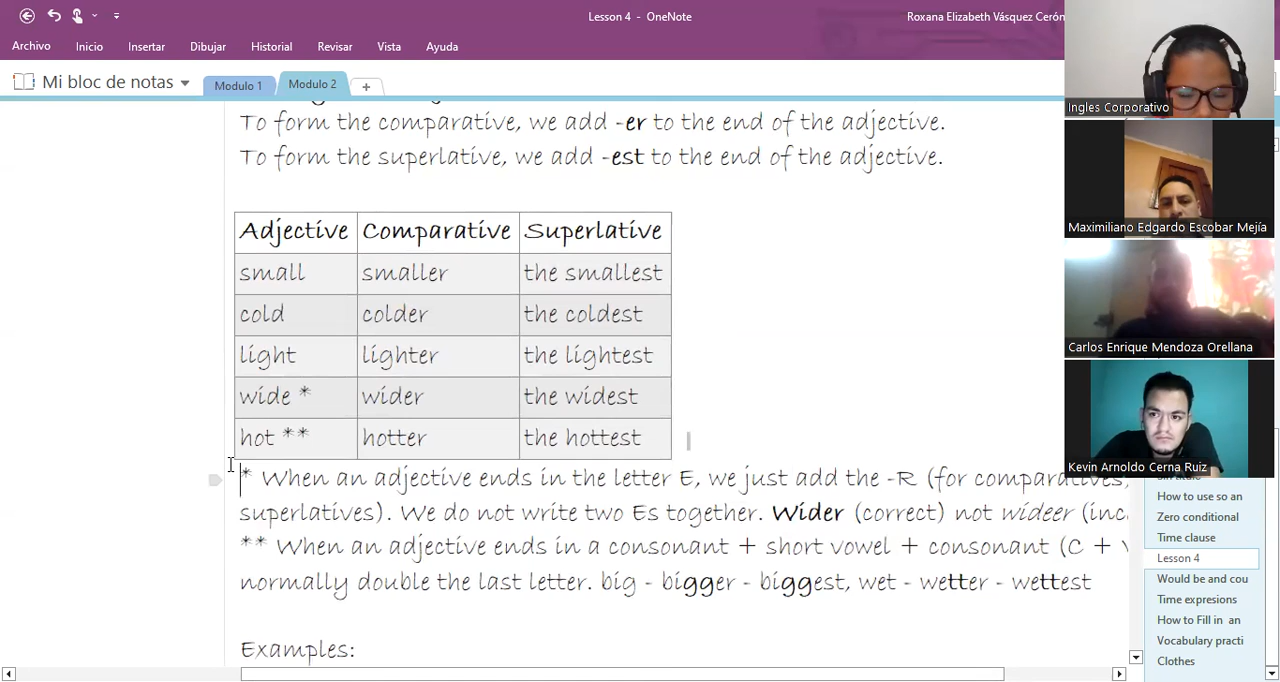 Lesson 4 - OneNote
Roxana Elizabeth Vásquez Cerón
Archivo Inicio Insertar Dibujar Historial Revisar Vista Ayuda
Mi bloc de notas Modulo 1 Modulo 2 +
To form the comparative, we add -er to the end of the adjective.
To form the superlative, we add -est to the end of the adjective.
Adjective Comparative Superlative
small smaller the smallest
cold colder the coldest
light lighter the lightest
wide * wider the widest
hot ** hotter the hottest
* When an adjective ends in the letter E, we just add the -R (for comparatives,
superlatives). We do not write two Es together. Wider (correct) not wideer (inc
** When an adjective ends in a consonant + short vowel + consonant (C + V
normally double the last letter. big - bigger - biggest, wet - wetter - wettest
Examples:
Ingles Corporativo
Maximiliano Edgardo Escobar Mejía
Carlos Enrique Mendoza Orellana
Kevin Arnoldo Cerna Ruiz
How to use so an
Zero conditional
Time clause
Lesson 4
Would be and cou
Time expresions
How to Fill in an
Vocabulary practi
Clothes